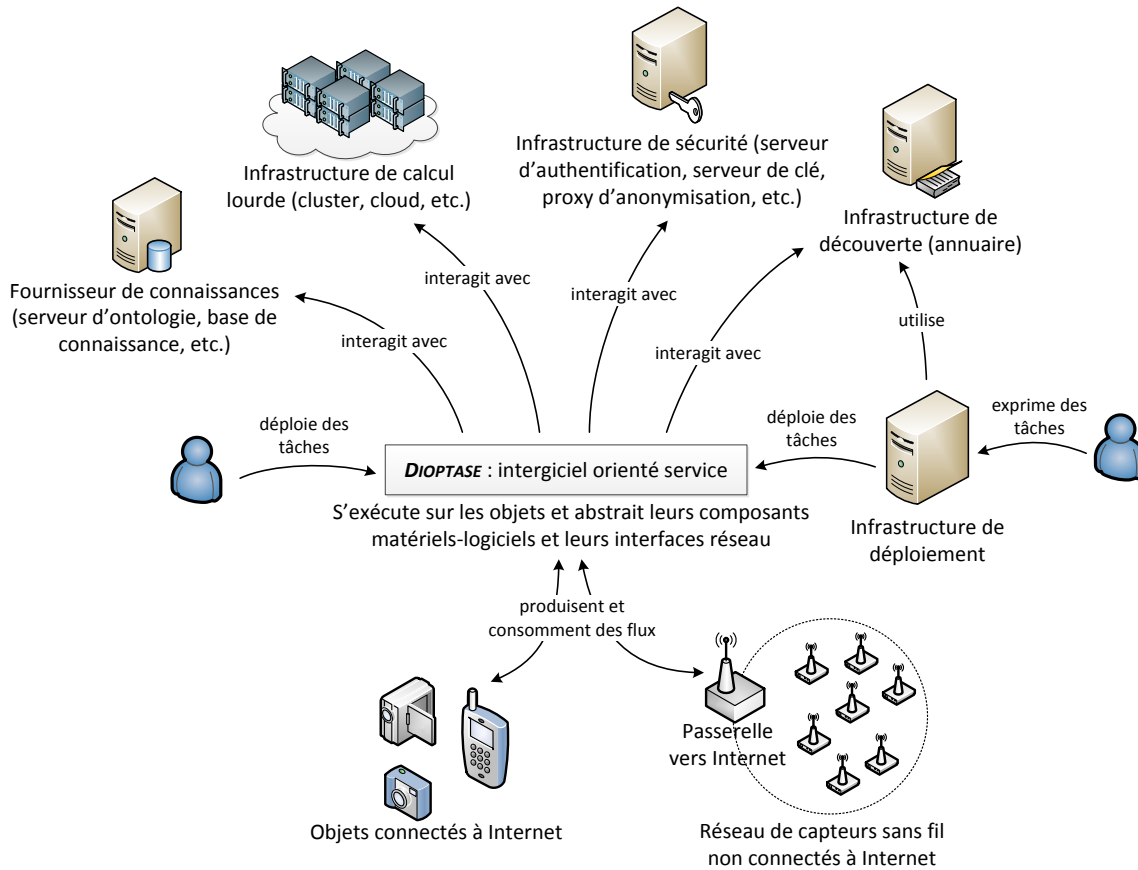 Infrastructure de calcul
lourde (cluster, cloud, etc.)
Infrastructure de sécurité (serveur
d'authentification, serveur de clé,
proxy d'anonymisation, etc.)
Infrastructure de
découverte (annuaire)
Fournisseur de connaissances
(serveur d'ontologie, base de
connaissance, etc.)
interagit avec
interagit avec
interagit avec
interagit avec
utilise
déploie des
tâches
déploie des
tâches
exprime des
tâches
DIOPTASE : intergiciel orienté service
S'exécute sur les objets et abstrait leurs composants
matériels-logiciels et leurs interfaces réseau
Infrastructure de
déploiement
produisent et
consomment des flux
Passerelle
vers Internet
Objets connectés à Internet
Réseau de capteurs sans fil
non connectés à Internet